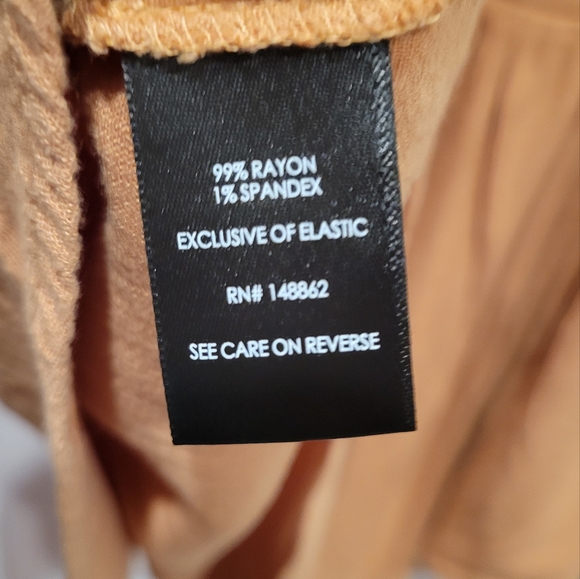 99% RAYON
1% SPANDEX
EXCLUSIVE OF ELASTIC
RN# 148862
SEE CARE ON REVERSE